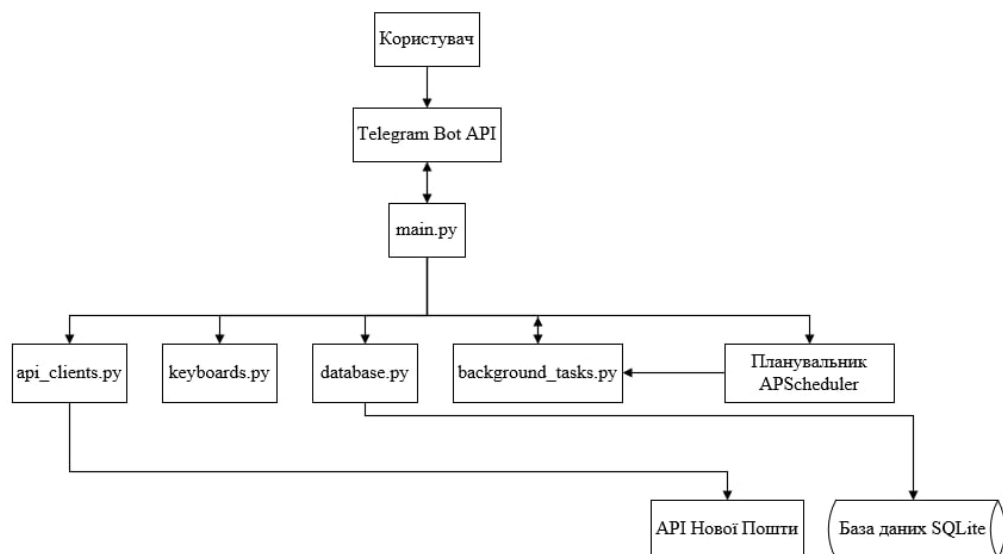 Користувач
Telegram Bot API
main.py
api_clients.py
keyboards.py
database.py
background_tasks.py
Планувальник
APScheduler
API Нової Пошти
База даних SQLite